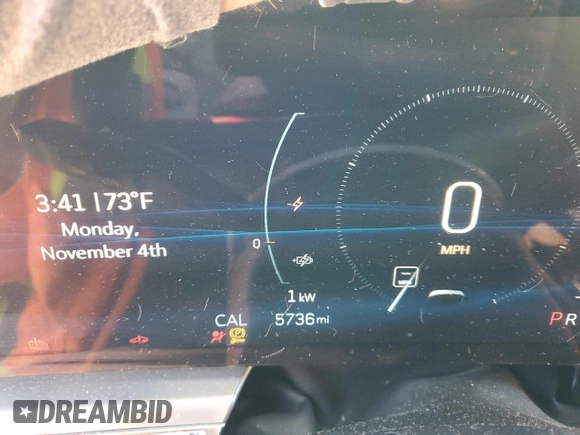 3:41 | 73°F
Monday,
November 4th
0
0
MPH
1 kW
CAL
5736 mi
P R
DREAMBID